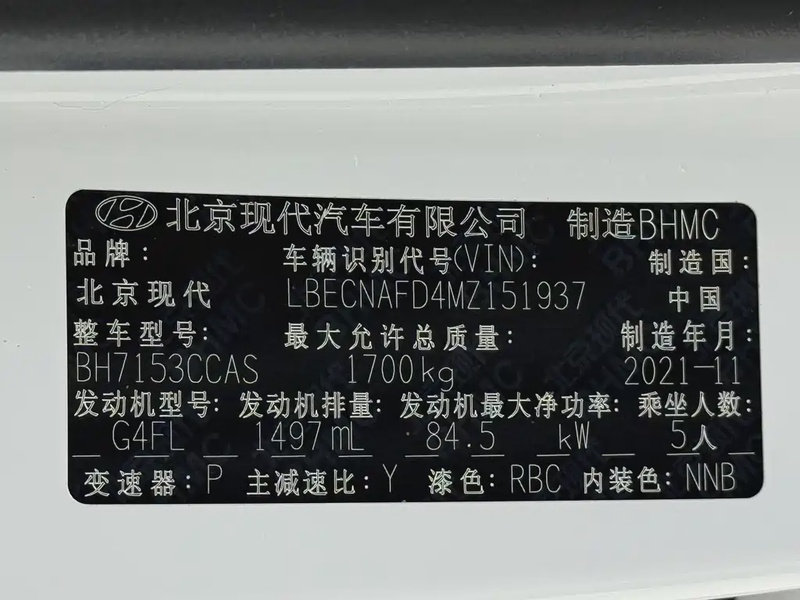 北京现代汽车有限公司 制造BHMC
品牌: 车辆识别代号(VIN): 制造国:
北京现代 LBECNAFD4MZ151937 中国
整车型号: 最大允许总质量: 制造年月:
BH7153CCAS 1700kg 2021-11
发动机型号: 发动机排量: 发动机最大净功率: 乘坐人数:
G4FL 1497mL 84.5 kW 5人
变速器: P 主减速比: Y 漆色: RBC 内装色: NNB